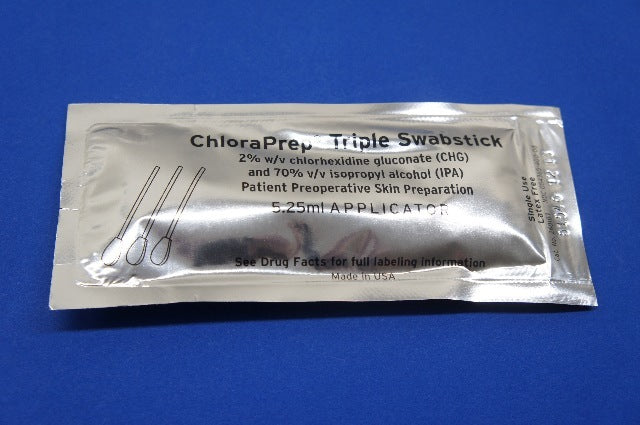 ChloraPrep® Triple Swabstick
2% w/v chlorhexidine gluconate (CHG)
and 70% v/v isopropyl alcohol (IPA)
Patient Preoperative Skin Preparation
5.25ml APPLICATOR
See Drug Facts for full labeling information
Made in USA
Single Use
Latex Free